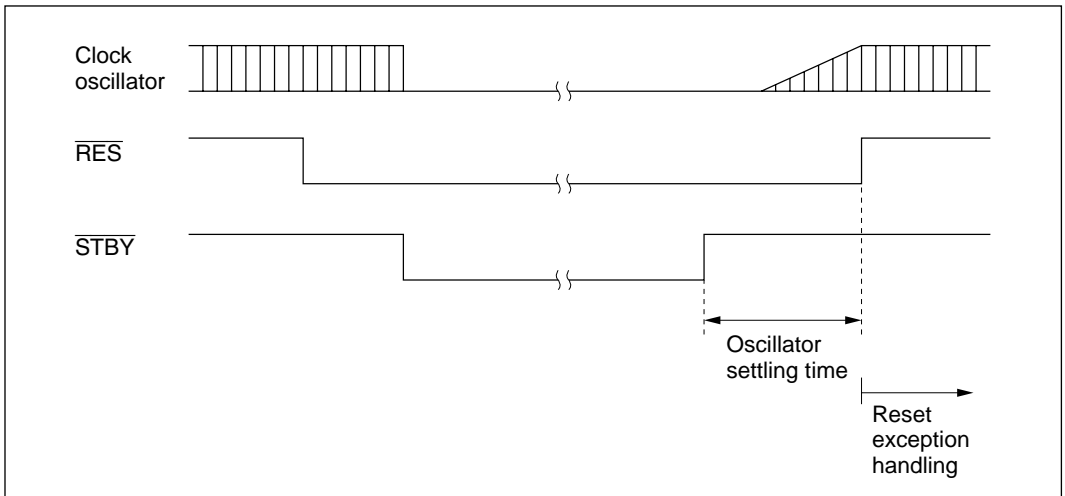 Clock
oscillator
RES
STBY
Oscillator
settling time
Reset
exception
handling